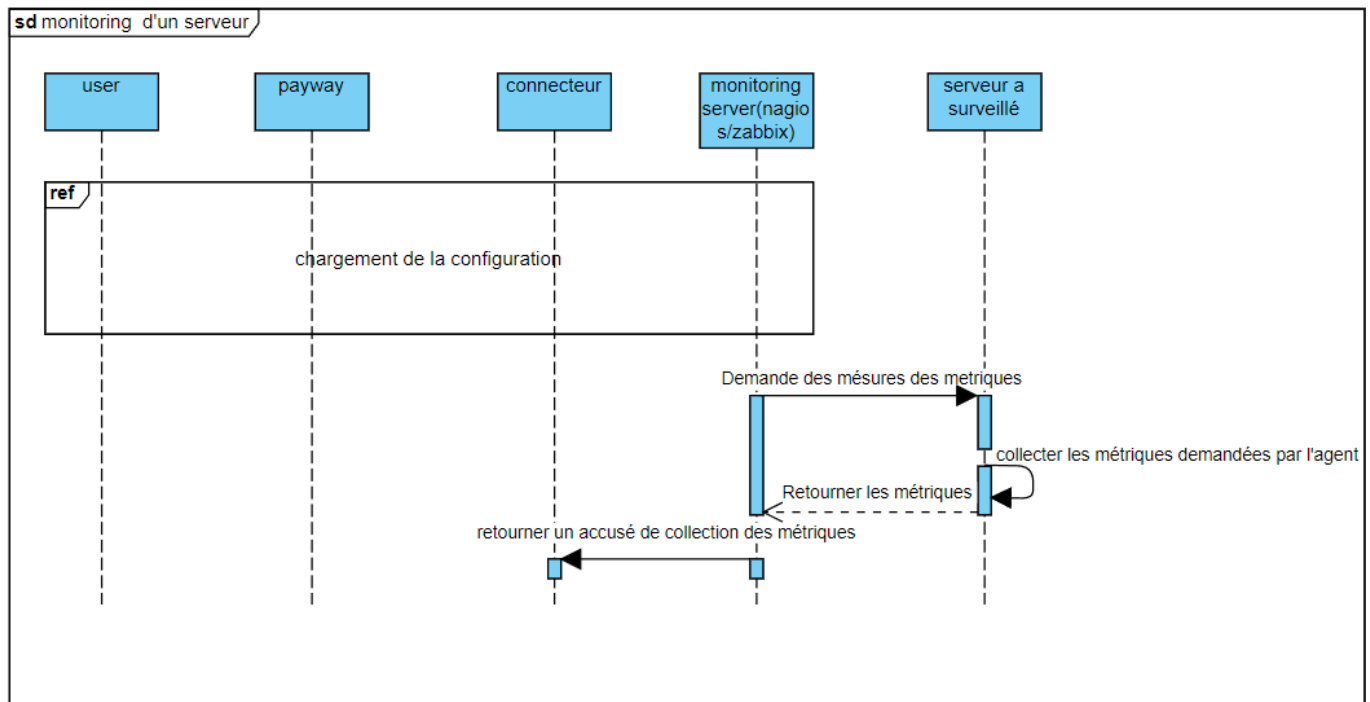 sd monitoring d'un serveur
user
payway
connecteur
monitoring
server(nagio
s/zabbix)
serveur a
surveillé
ref
chargement de la configuration
Demande des mésures des metriques
collecter les métriques demandées par l'agent
Retourner les métriques
retourner un accusé de collection des métriques